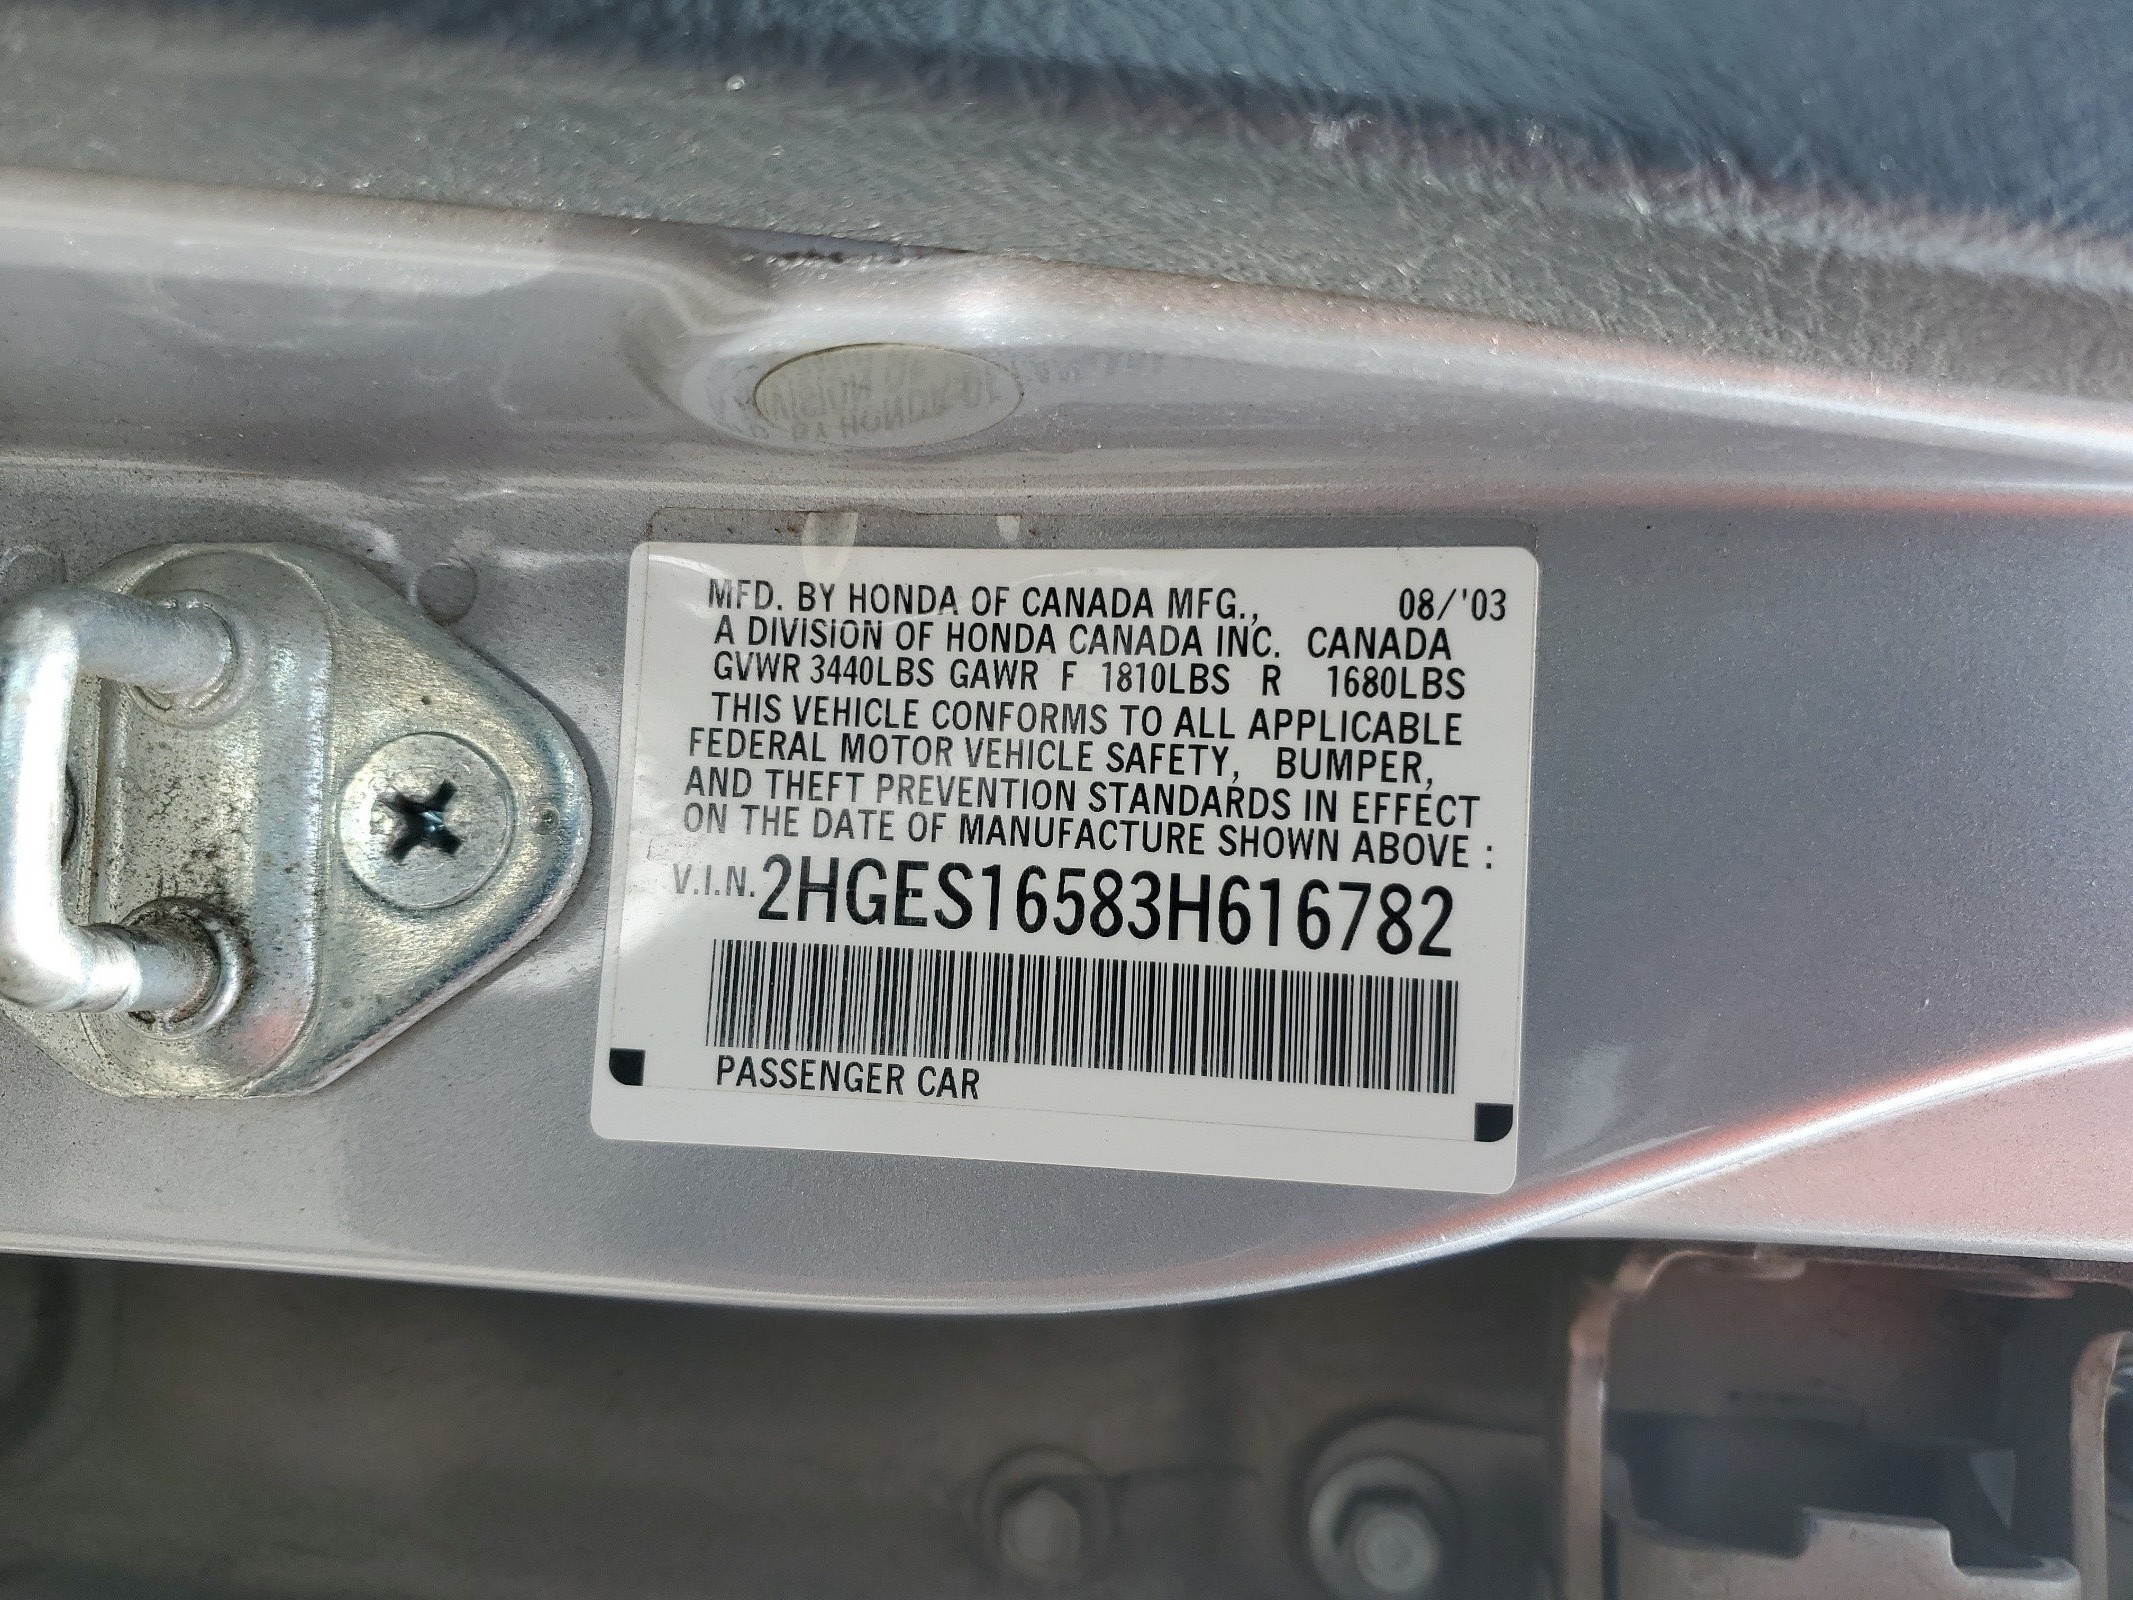 MFD. BY HONDA OF CANADA MFG., 08/'03
A DIVISION OF HONDA CANADA INC. CANADA
GVWR 3440LBS GAWR F 1810LBS R 1680LBS
THIS VEHICLE CONFORMS TO ALL APPLICABLE
FEDERAL MOTOR VEHICLE SAFETY, BUMPER,
AND THEFT PREVENTION STANDARDS IN EFFECT
ON THE DATE OF MANUFACTURE SHOWN ABOVE :
V.I.N. 2HGES16583H616782
PASSENGER CAR